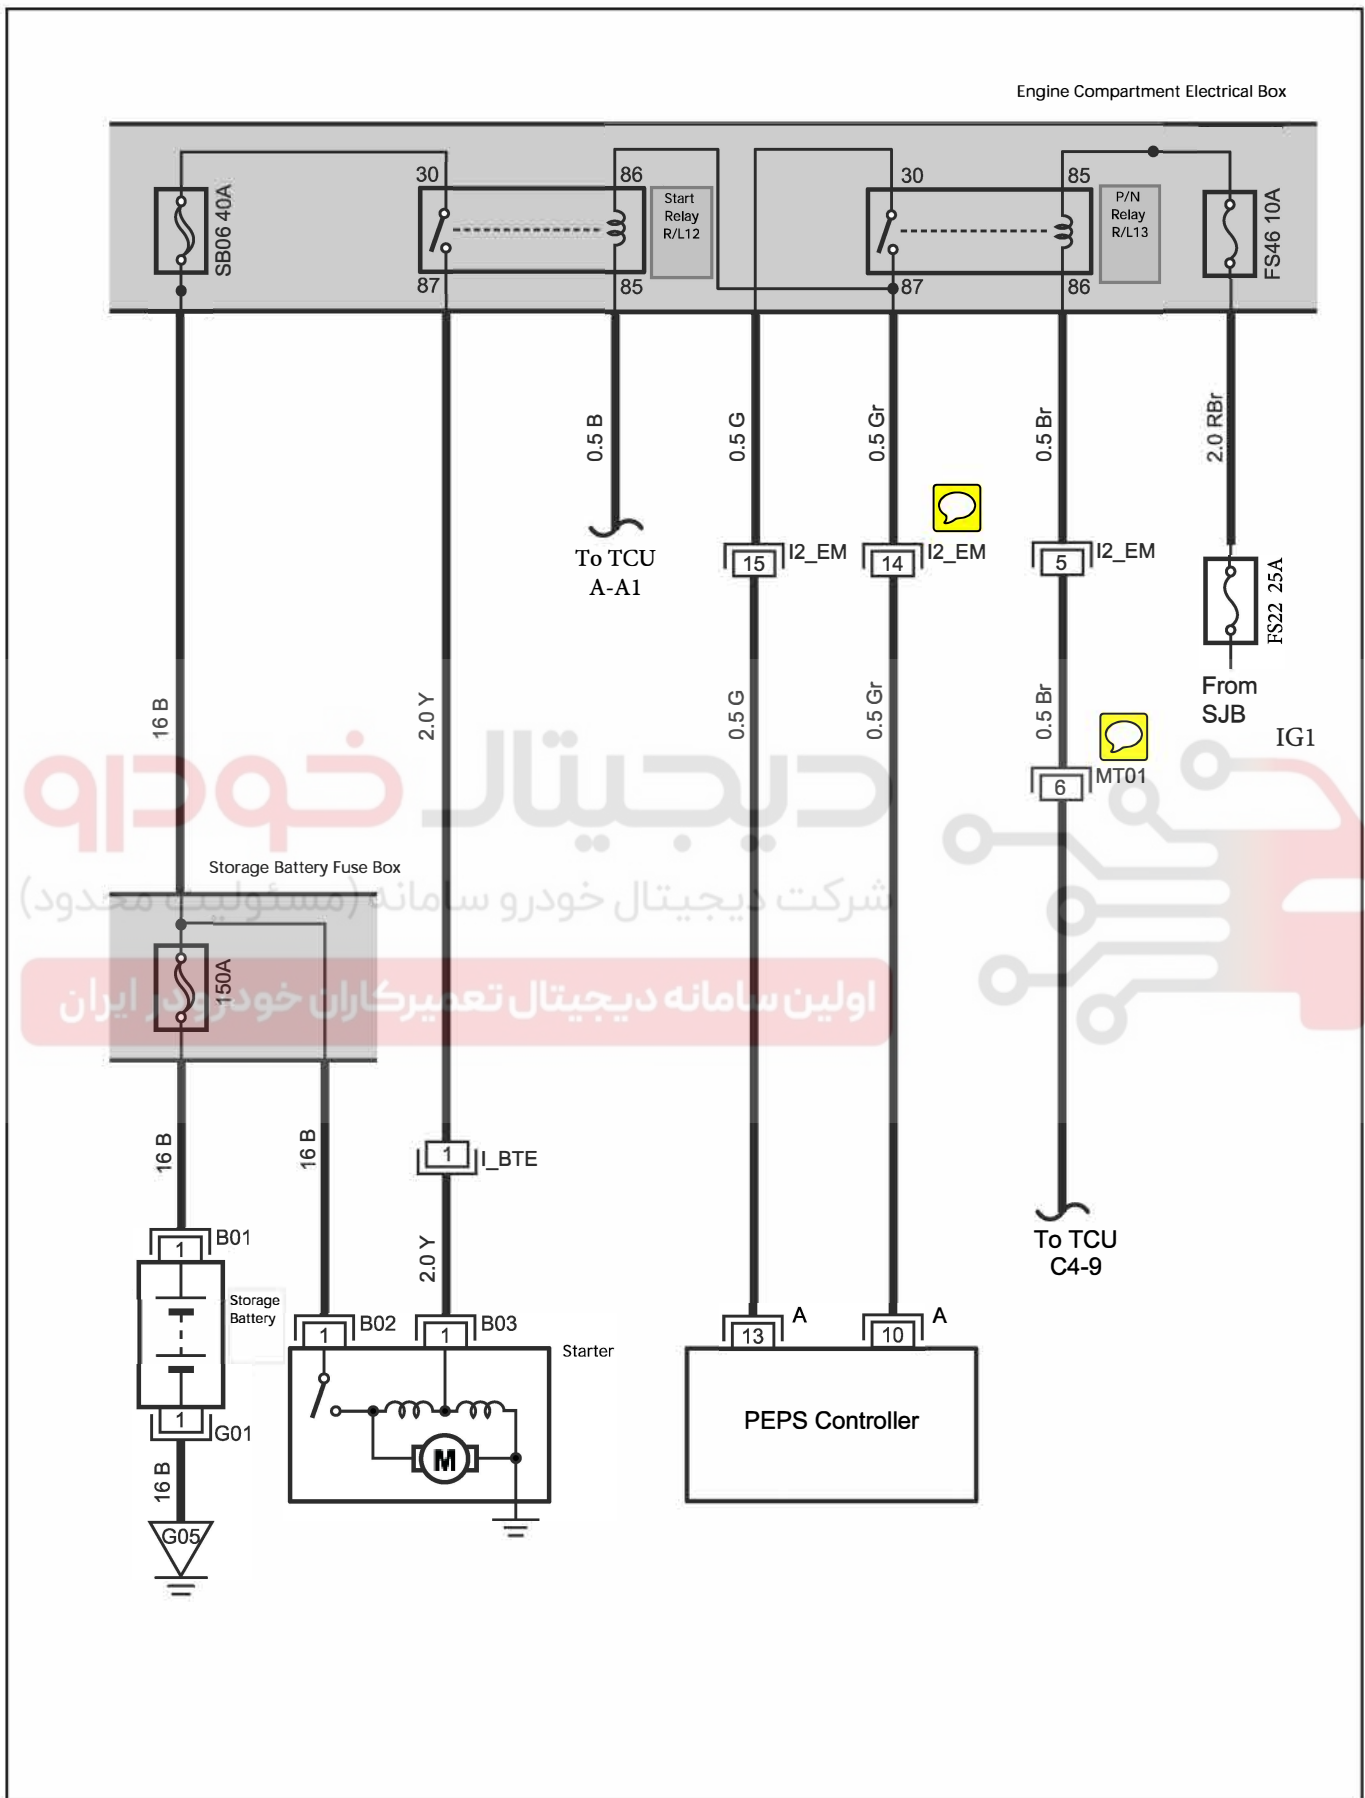 Engine Compartment Electrical Box
30
86
30
85
SB06 40A
Start
Relay
R/L12
P/N
Relay
R/L13
FS46 10A
87
85
87
86
0.5 B
0.5 G
0.5 Gr
0.5 Br
2.0 RBr
To TCU
A-A1
15
I2_EM
14
I2_EM
5
I2_EM
FS22 25A
From
SJB
IG1
16 B
2.0 Y
0.5 G
0.5 Gr
0.5 Br
6
MT01
دیجیتال خودرو
Storage Battery Fuse Box
شرکت دیجیتال خودرو سامانه (مسئولیت محدود)
150A
اولین سامانه دیجیتال تعمیرکاران خودرو در ایران
16 B
16 B
1
I_BTE
2.0 Y
To TCU
C4-9
1
B01
Storage
Battery
1
B02
1
B03
Starter
13
A
10
A
M
PEPS Controller
1
G01
16 B
G05